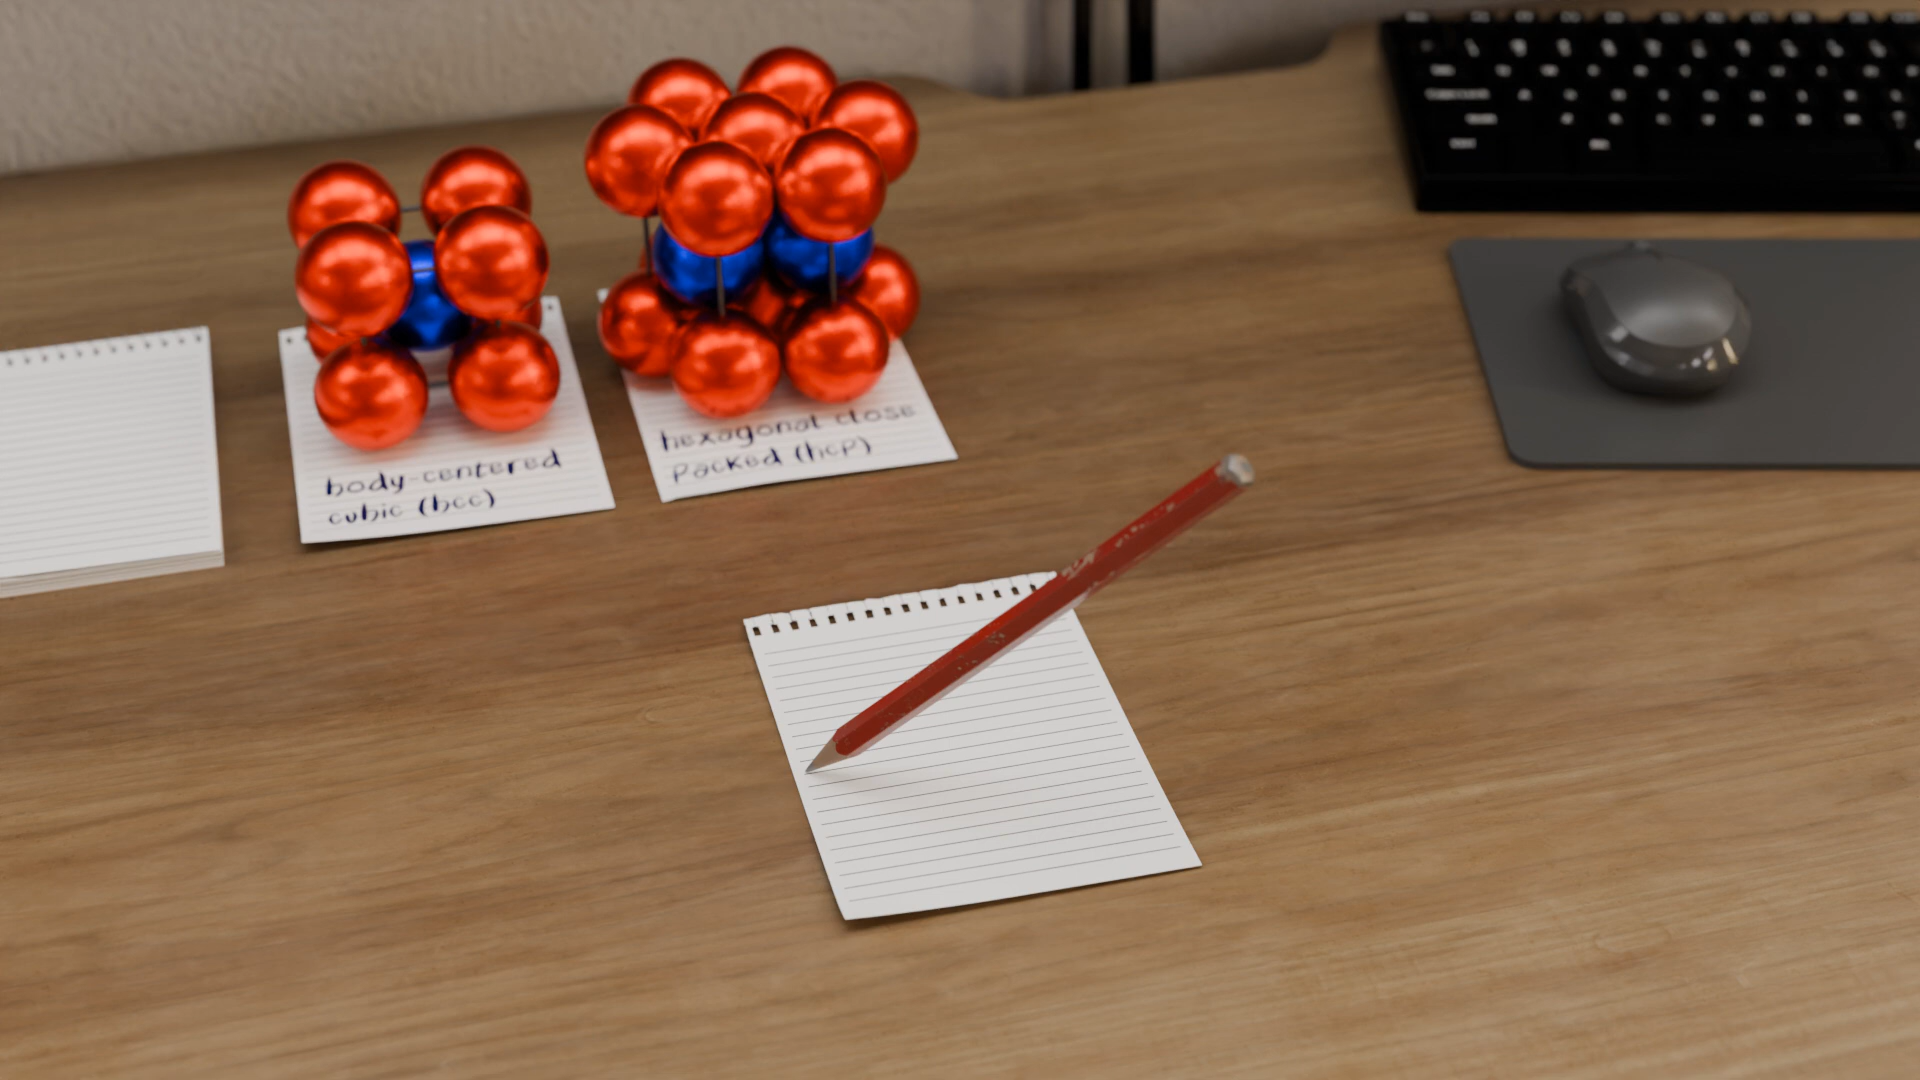 body-centered
cubic (bcc)
hexagonal close
packed (hcp)